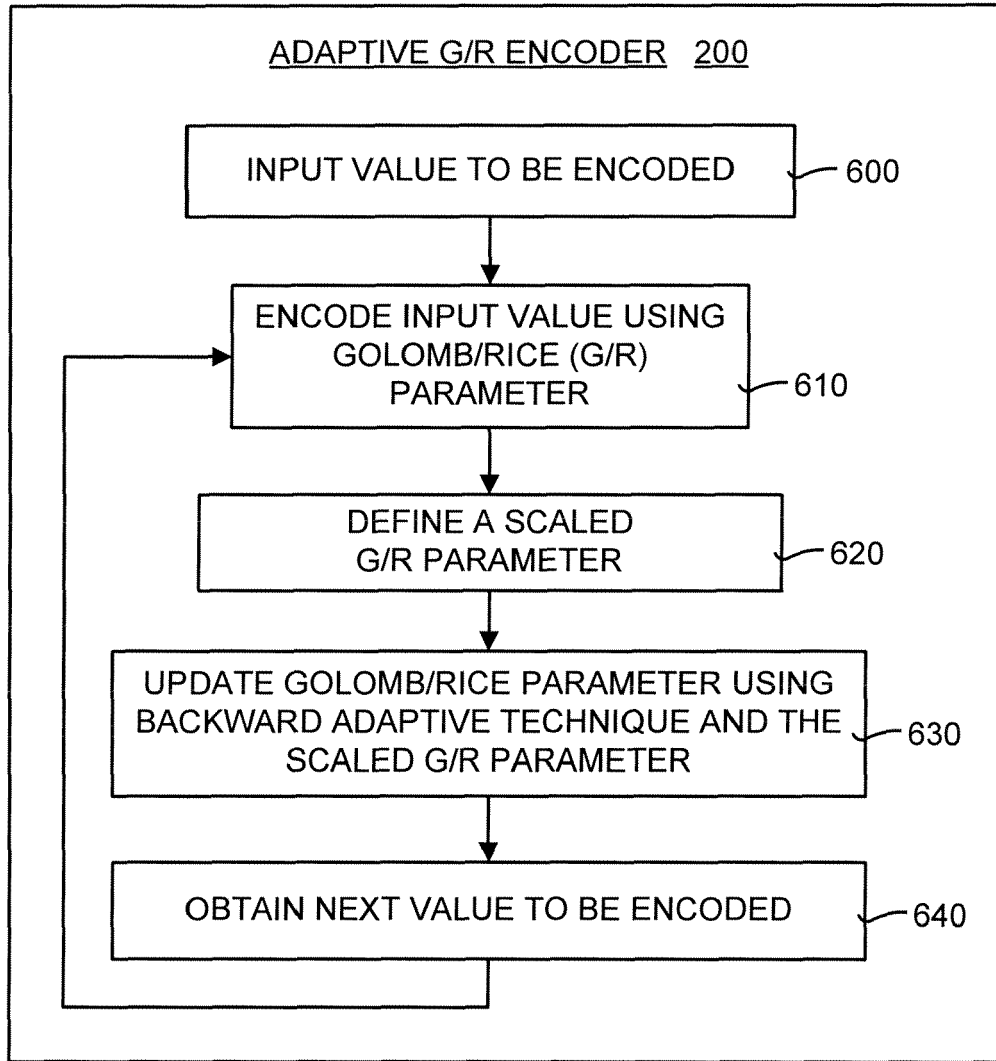 ADAPTIVE G/R ENCODER 200
INPUT VALUE TO BE ENCODED
600
ENCODE INPUT VALUE USING
GOLOMB/RICE (G/R)
PARAMETER
610
DEFINE A SCALED
G/R PARAMETER
620
UPDATE GOLOMB/RICE PARAMETER USING
BACKWARD ADAPTIVE TECHNIQUE AND THE
SCALED G/R PARAMETER
630
OBTAIN NEXT VALUE TO BE ENCODED
640